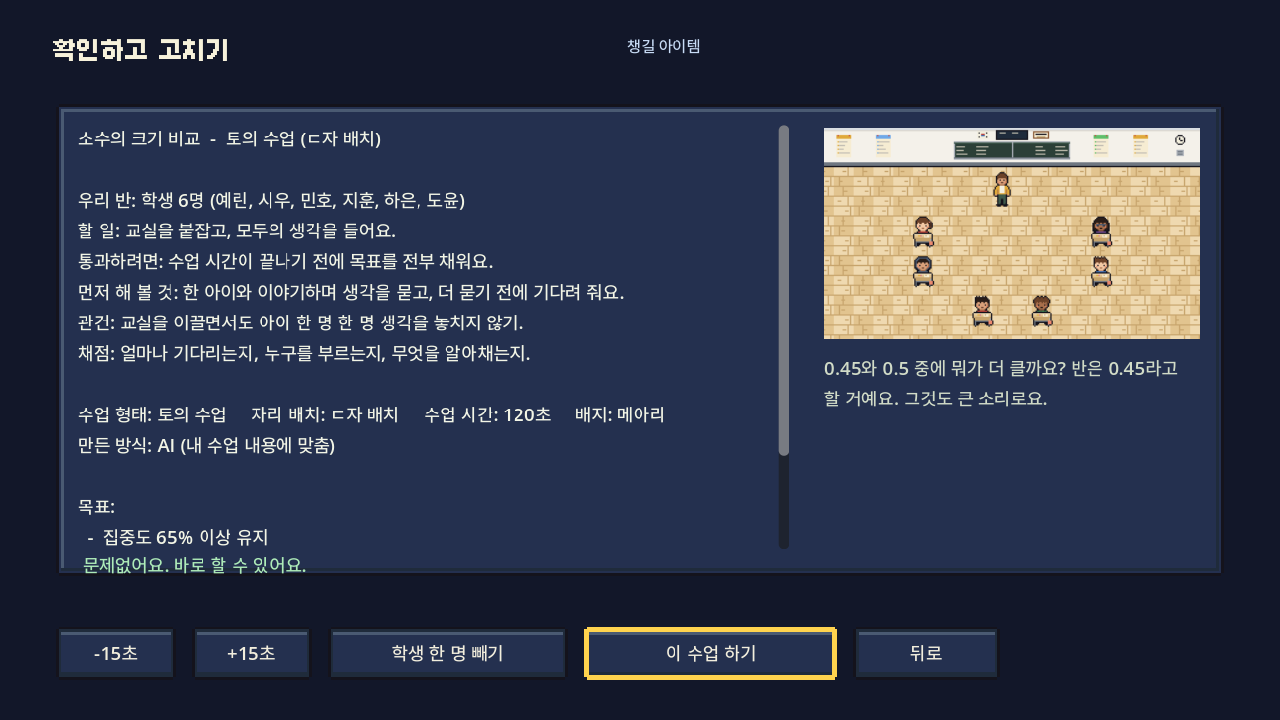 확인하고 고치기
챙길 아이템
소수의 크기 비교 - 토의 수업 (ㄷ자 배치)
우리 반: 학생 6명 (예린, 시우, 민호, 지훈, 하은, 도윤)
할 일: 교실을 붙잡고, 모두의 생각을 들어요.
통과하려면: 수업 시간이 끝나기 전에 목표를 전부 채워요.
먼저 해 볼 것: 한 아이와 이야기하며 생각을 묻고, 더 묻기 전에 기다려 줘요.
관건: 교실을 이끌면서도 아이 한 명 한 명 생각을 놓치지 않기.
채점: 얼마나 기다리는지, 누구를 부르는지, 무엇을 알아채는지.
수업 형태: 토의 수업 자리 배치: ㄷ자 배치 수업 시간: 120초 배지: 메아리
만든 방식: AI (내 수업 내용에 맞춤)
목표:
- 집중도 65% 이상 유지
문제없어요. 바로 할 수 있어요.
0.45와 0.5 중에 뭐가 더 클까요? 반은 0.45라고
할 거예요. 그것도 큰 소리로요.
-15초
+15초
학생 한 명 빼기
이 수업 하기
뒤로